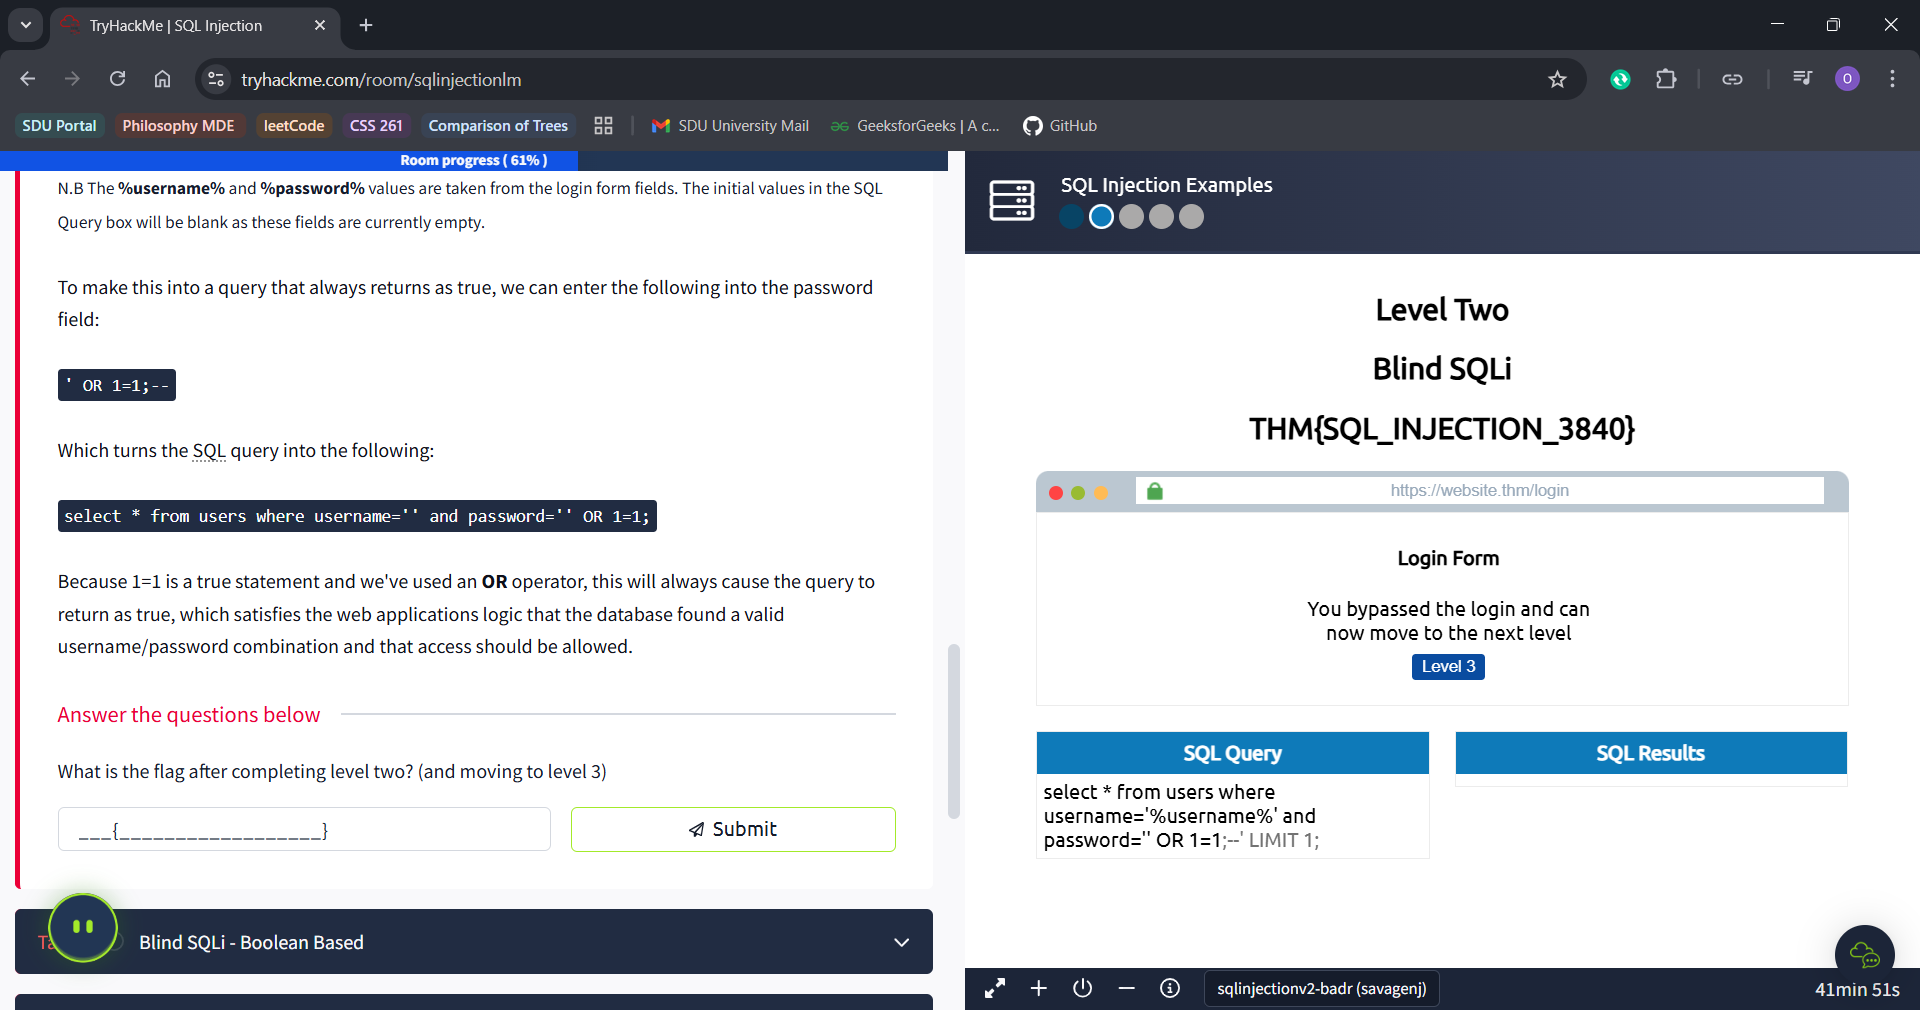 TryHackMe | SQL Injection
tryhackme.com/room/sqlinjectionlm
O
SDU Portal
Philosophy MDE
leetCode
CSS 261
Comparison of Trees
SDU University Mail
GeeksforGeeks | A c...
GitHub
Room progress ( 61% )
N.B The %username% and %password% values are taken from the login form fields. The initial values in the SQL
Query box will be blank as these fields are currently empty.
To make this into a query that always returns as true, we can enter the following into the password
field:
' OR 1=1;--
Which turns the SQL query into the following:
select * from users where username='' and password='' OR 1=1;
Because 1=1 is a true statement and we've used an OR operator, this will always cause the query to
return as true, which satisfies the web applications logic that the database found a valid
username/password combination and that access should be allowed.
Answer the questions below
What is the flag after completing level two? (and moving to level 3)
___{__________________}
Submit
Ta
Blind SQLi - Boolean Based
SQL Injection Examples
Level Two
Blind SQLi
THM{SQL_INJECTION_3840}
https://website.thm/login
Login Form
You bypassed the login and can
now move to the next level
Level 3
SQL Query
select * from users where
username='%username%' and
password='' OR 1=1;--' LIMIT 1;
SQL Results
sqlinjectionv2-badr (savagenj)
41min 51s